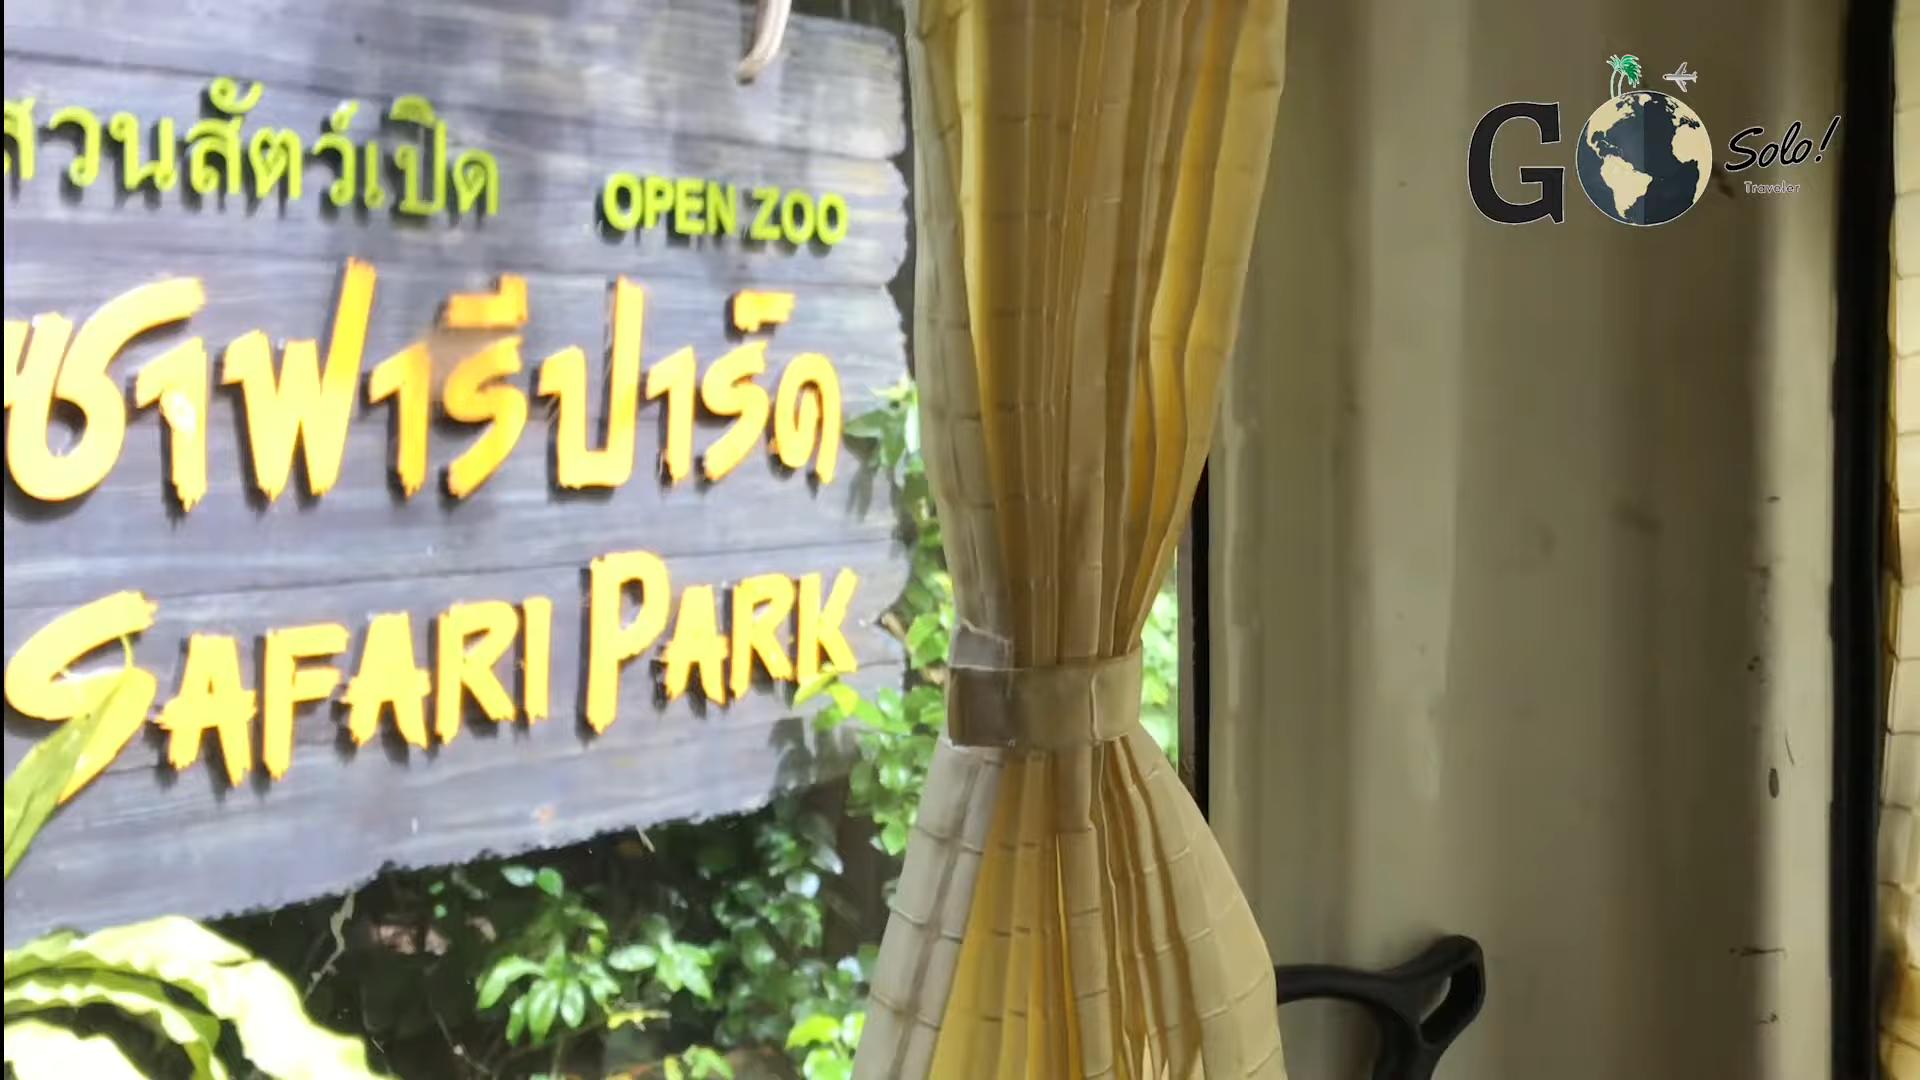 สวนสัตว์เปิด
OPEN ZOO
ซาฟารีปาร์ค
SAFARI PARK
GO Solo!
Traveler